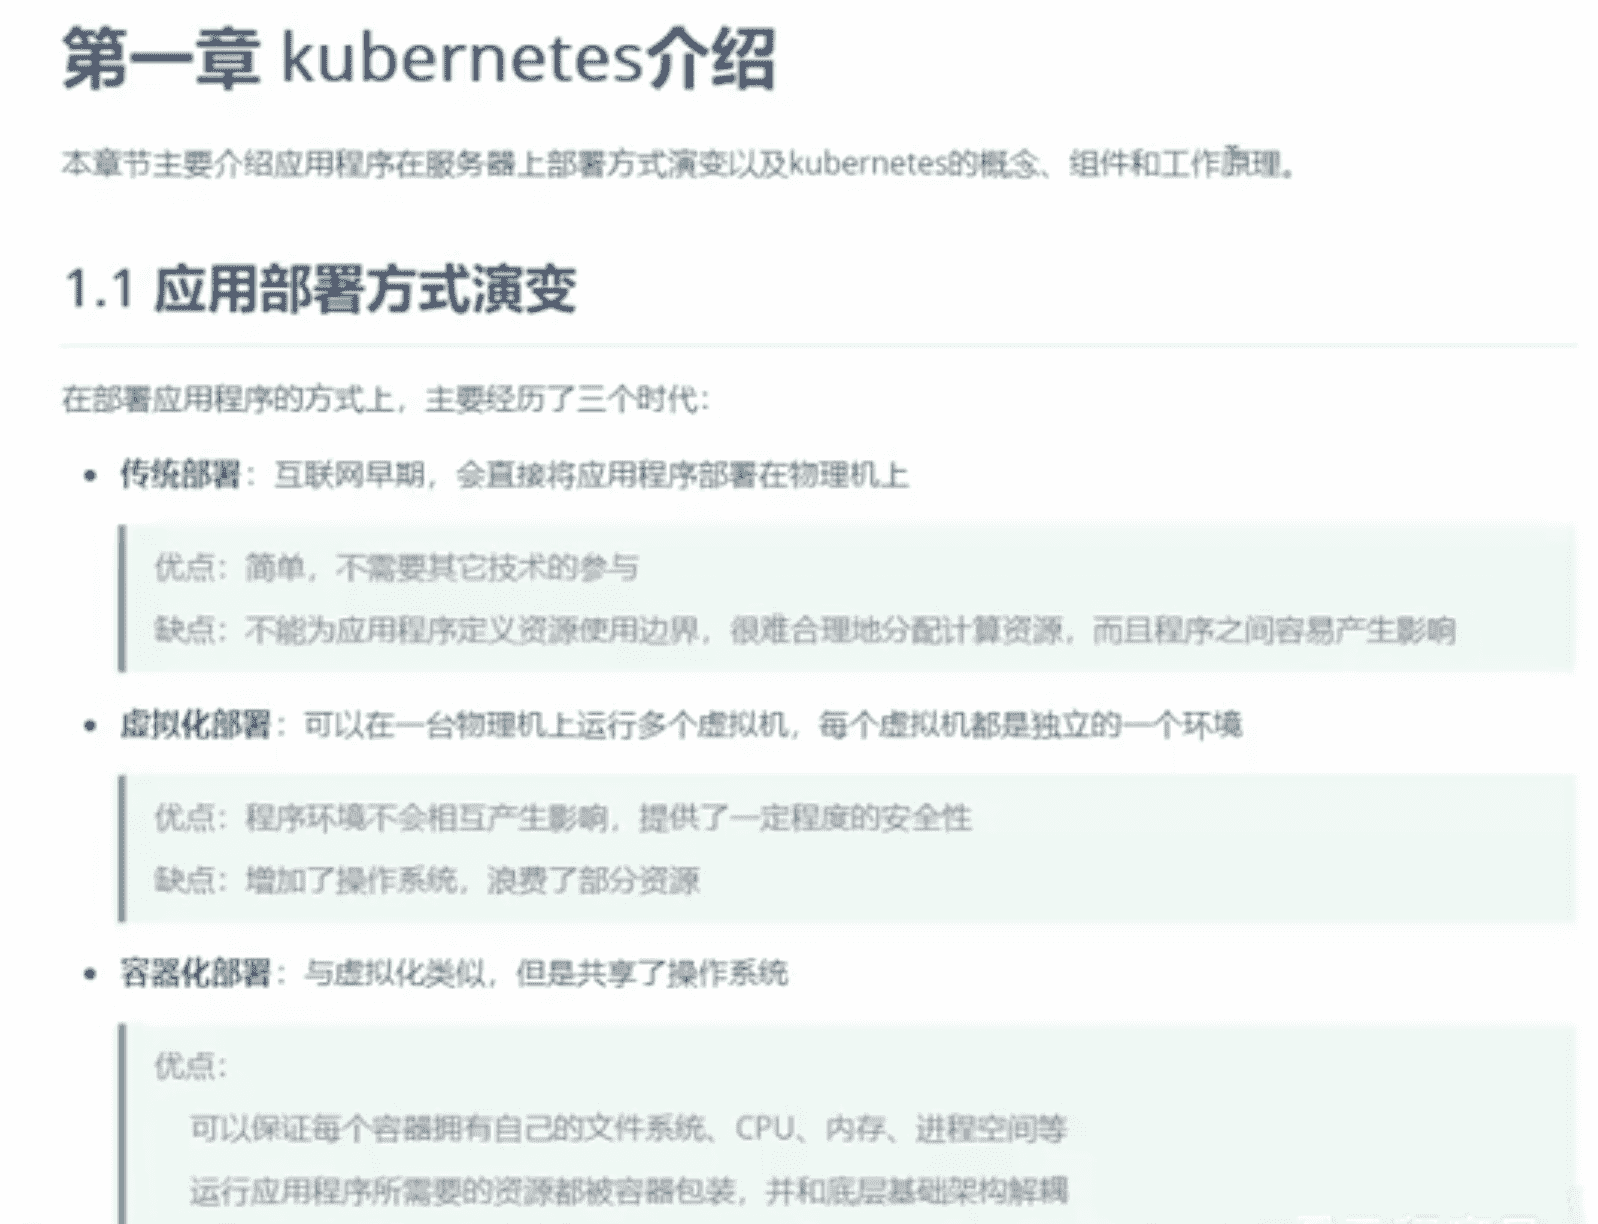 第一章 kubernetes介绍
本章节主要介绍应用程序在服务器上部署方式演变以及kubernetes的概念、组件和工作原理。
1.1 应用部署方式演变
在部署应用程序的方式上，主要经历了三个时代：
• 传统部署：互联网早期，会直接将应用程序部署在物理机上
优点：简单，不需要其它技术的参与
缺点：不能为应用程序定义资源使用边界，很难合理地分配计算资源，而且程序之间容易产生影响
• 虚拟化部署：可以在一台物理机上运行多个虚拟机，每个虚拟机都是独立的一个环境
优点：程序环境不会相互产生影响，提供了一定程度的安全性
缺点：增加了操作系统，浪费了部分资源
• 容器化部署：与虚拟化类似，但是共享了操作系统
优点：
可以保证每个容器拥有自己的文件系统、CPU、内存、进程空间等
运行应用程序所需要的资源都被容器包装，并和底层基础架构解耦